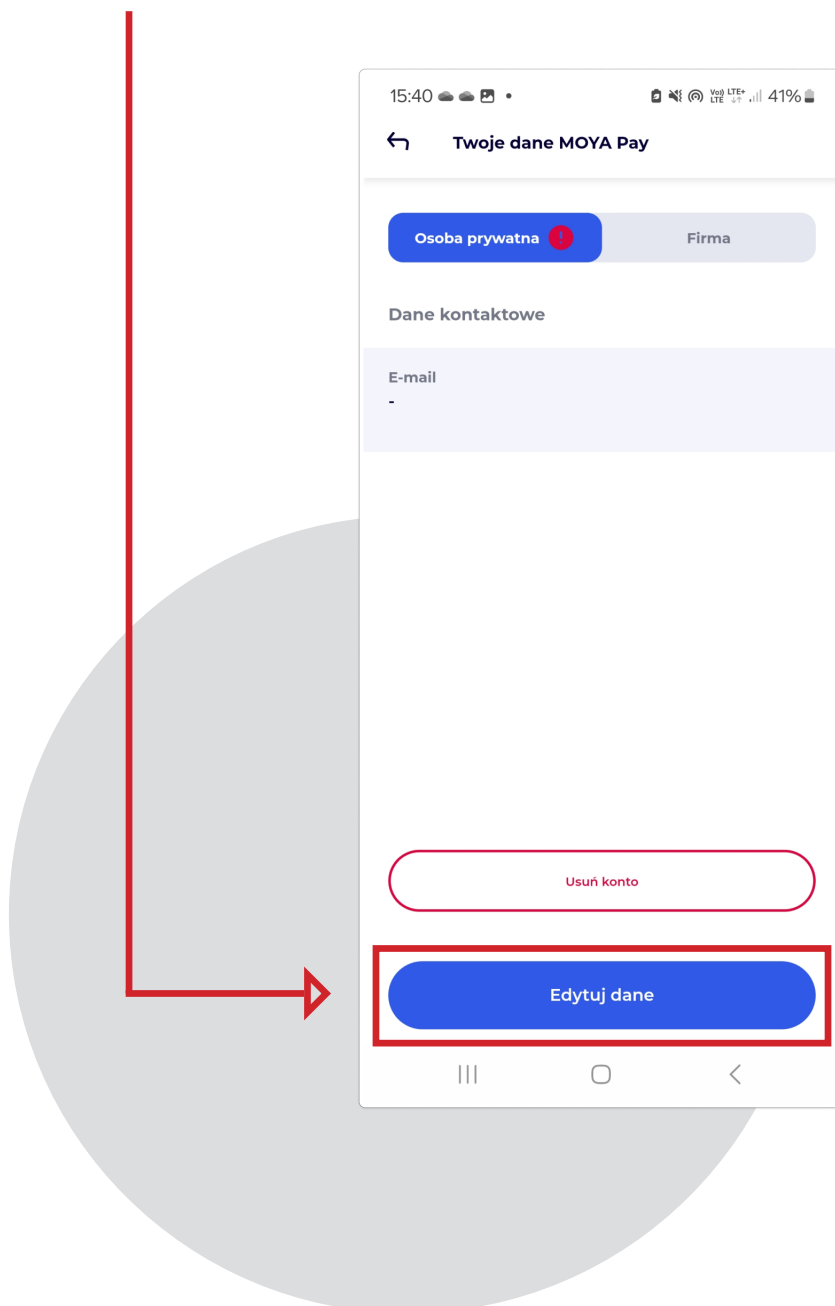 15:40 41%
Twoje dane MOYA Pay
Osoba prywatna ! Firma
Dane kontaktowe
E-mail
-
Usuń konto
Edytuj dane